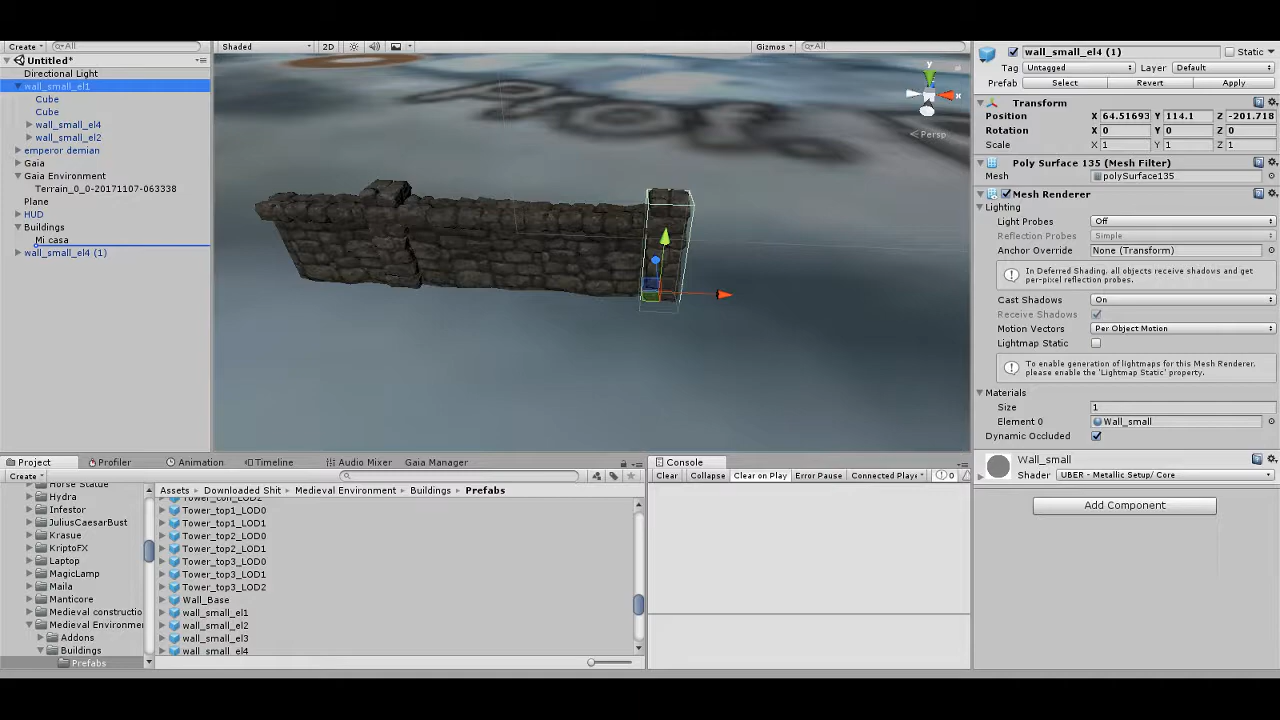 Create
All
Untitled*
Directional Light
wall_small_el1
Cube
Cube
wall_small_el4
wall_small_el2
emperor demian
Gaia
Gaia Environment
Terrain_0_0-20171107-063338
Plane
HUD
Buildings
Mi casa
wall_small_el4 (1)
Shaded
2D
Gizmos
All
y
x
Persp
wall_small_el4 (1)
Static
Tag
Untagged
Layer
Default
Prefab
Select
Revert
Apply
Transform
Position
X 64.51693 Y 114.1 Z -201.718
Rotation
X 0 Y 0 Z 0
Scale
X 1 Y 1 Z 1
Poly Surface 135 (Mesh Filter)
Mesh
polySurface135
Mesh Renderer
Lighting
Light Probes
Off
Reflection Probes
Simple
Anchor Override
None (Transform)
In Deferred Shading, all objects receive shadows and get
per-pixel reflection probes.
Cast Shadows
On
Receive Shadows
Motion Vectors
Per Object Motion
Lightmap Static
To enable generation of lightmaps for this Mesh Renderer,
please enable the 'Lightmap Static' property.
Materials
Size
1
Element 0
Wall_small
Dynamic Occluded
Wall_small
Shader
UBER - Metallic Setup/ Core
Add Component
Project
Profiler
Animation
Timeline
Audio Mixer
Gaia Manager
Create
Horse Statue
Hydra
Infestor
JuliusCaesarBust
Krasue
KriptoFX
Laptop
MagicLamp
Maila
Manticore
Medieval constructio
Medieval Environme
Addons
Buildings
Prefabs
Assets
Downloaded Shit
Medieval Environment
Buildings
Prefabs
Tower_top1_LOD0
Tower_top1_LOD1
Tower_top2_LOD0
Tower_top2_LOD1
Tower_top3_LOD0
Tower_top3_LOD1
Tower_top3_LOD2
Wall_Base
wall_small_el1
wall_small_el2
wall_small_el3
wall_small_el4
Console
Clear
Collapse
Clear on Play
Error Pause
Connected Play
0